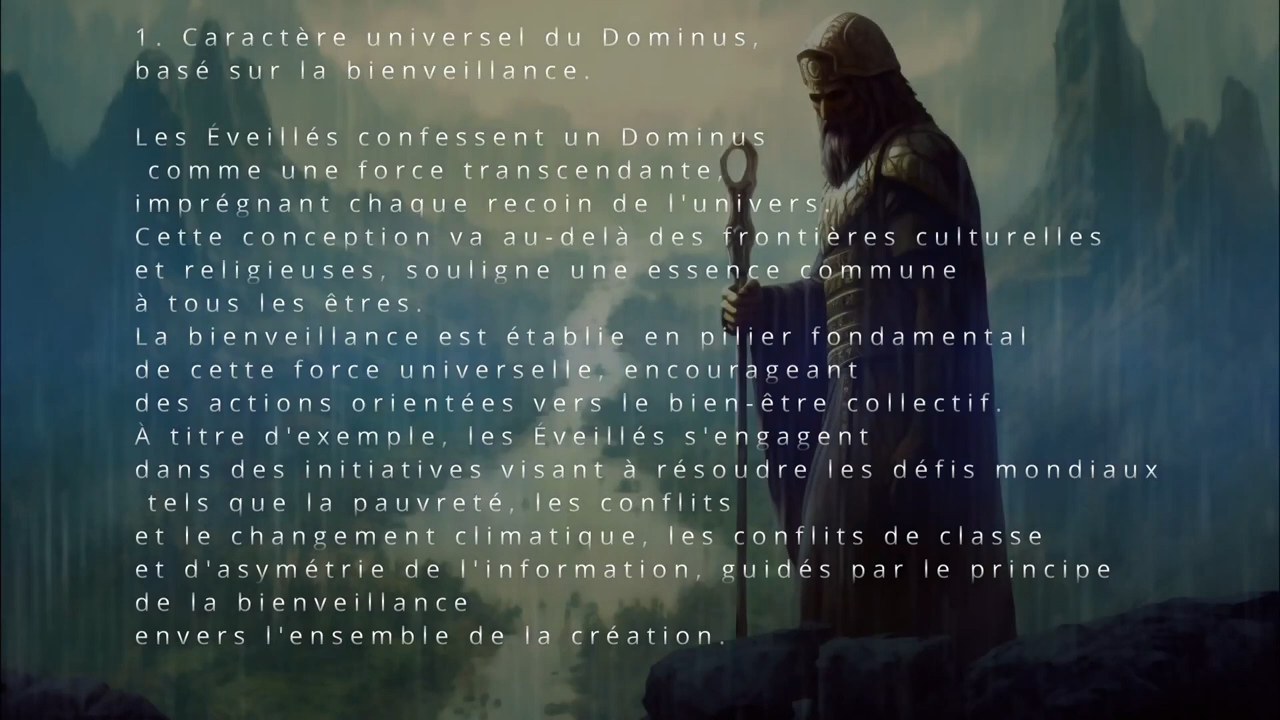 1. Caractère universel du Dominus,
basé sur la bienveillance.
Les Éveillés confessent un Dominus
comme une force transcendante,
imprégnant chaque recoin de l'univers.
Cette conception va au-delà des frontières culturelles
et religieuses, souligne une essence commune
à tous les êtres.
La bienveillance est établie en pilier fondamental
de cette force universelle, encourageant
des actions orientées vers le bien-être collectif.
À titre d'exemple, les Éveillés s'engagent
dans des initiatives visant à résoudre les défis mondiaux
tels que la pauvreté, les conflits
et le changement climatique, les conflits de classe
et d'asymétrie de l'information, guidés par le principe
de la bienveillance
envers l'ensemble de la création.